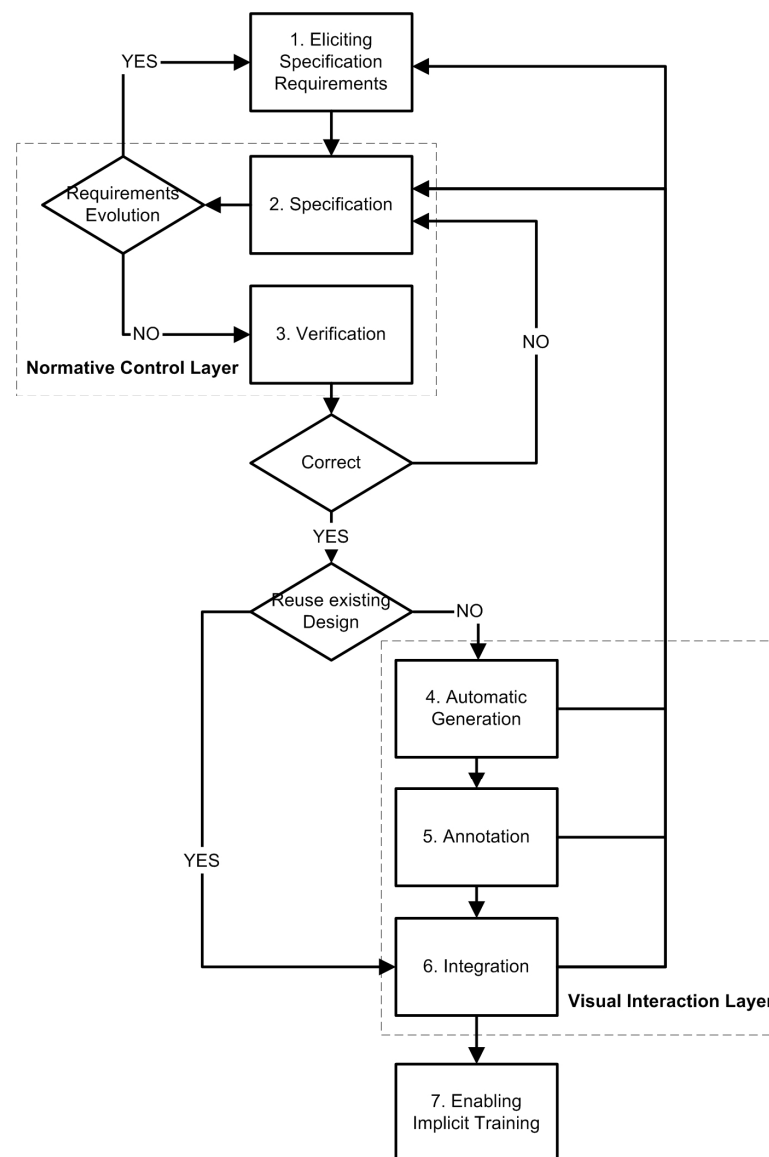 1. Eliciting
Specification
Requirements
YES
Requirements
Evolution
2. Specification
NO
3. Verification
Normative Control Layer
NO
Correct
YES
Reuse existing
Design
NO
4. Automatic
Generation
5. Annotation
YES
6. Integration
Visual Interaction Layer
7. Enabling
Implicit Training